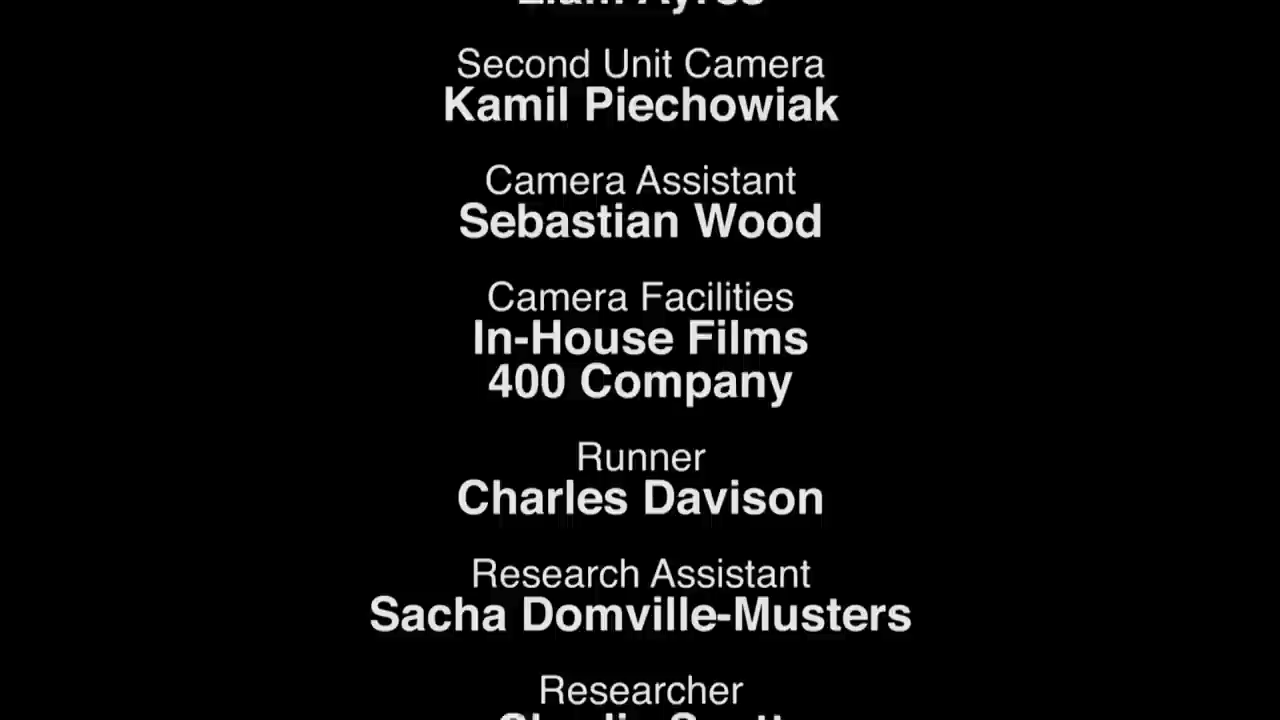 Second Unit Camera
Kamil Piechowiak
Camera Assistant
Sebastian Wood
Camera Facilities
In-House Films
400 Company
Runner
Charles Davison
Research Assistant
Sacha Domville-Musters
Researcher